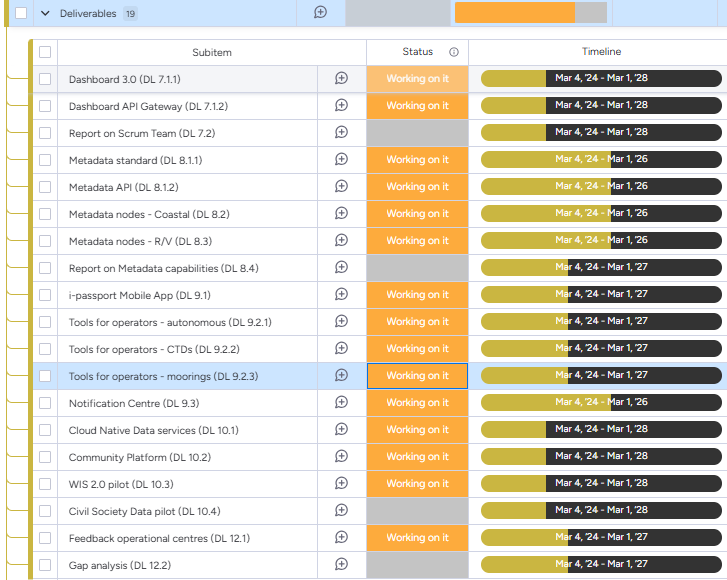 Deliverables 19
Subitem Status Timeline
Dashboard 3.0 (DL 7.1.1) Working on it Mar 4, '24 - Mar 1, '28
Dashboard API Gateway (DL 7.1.2) Working on it Mar 4, '24 - Mar 1, '28
Report on Scrum Team (DL 7.2) Mar 4, '24 - Mar 1, '28
Metadata standard (DL 8.1.1) Working on it Mar 4, '24 - Mar 1, '26
Metadata API (DL 8.1.2) Working on it Mar 4, '24 - Mar 1, '26
Metadata nodes - Coastal (DL 8.2) Working on it Mar 4, '24 - Mar 1, '26
Metadata nodes - R/V (DL 8.3) Working on it Mar 4, '24 - Mar 1, '26
Report on Metadata capabilities (DL 8.4) Mar 4, '24 - Mar 1, '27
i-passport Mobile App (DL 9.1) Working on it Mar 4, '24 - Mar 1, '27
Tools for operators - autonomous (DL 9.2.1) Working on it Mar 4, '24 - Mar 1, '27
Tools for operators - CTDs (DL 9.2.2) Working on it Mar 4, '24 - Mar 1, '27
Tools for operators - moorings (DL 9.2.3) Working on it Mar 4, '24 - Mar 1, '27
Notification Centre (DL 9.3) Working on it Mar 4, '24 - Mar 1, '26
Cloud Native Data services (DL 10.1) Working on it Mar 4, '24 - Mar 1, '28
Community Platform (DL 10.2) Working on it Mar 4, '24 - Mar 1, '28
WIS 2.0 pilot (DL 10.3) Working on it Mar 4, '24 - Mar 1, '28
Civil Society Data pilot (DL 10.4) Mar 4, '24 - Mar 1, '28
Feedback operational centres (DL 12.1) Working on it Mar 4, '24 - Mar 1, '27
Gap analysis (DL 12.2) Mar 4, '24 - Mar 1, '27